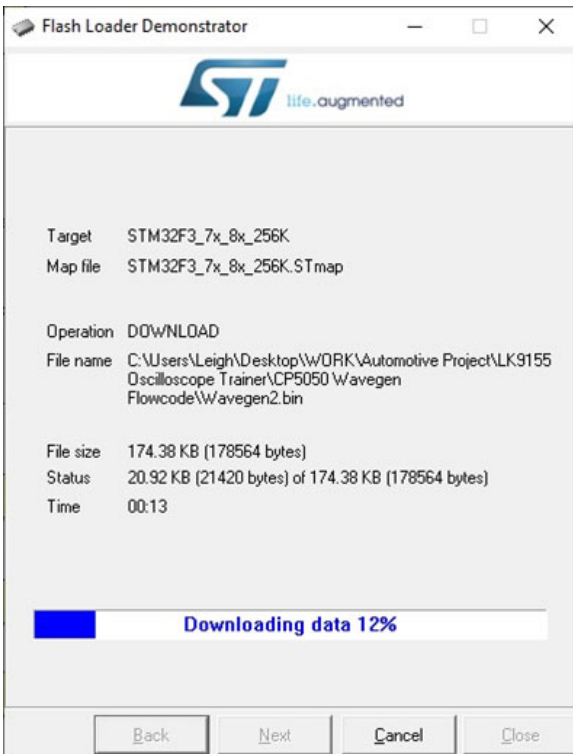 Flash Loader Demonstrator
ST
life.augmented
Target STM32F3_7x_8x_256K
Map file STM32F3_7x_8x_256K.STmap
Operation DOWNLOAD
File name C:\Users\Leigh\Desktop\WORK\Automotive Project\LK9155
Oscilloscope Trainer\CP5050 Wavegen
Flowcode\Wavegen2.bin
File size 174.38 KB (178564 bytes)
Status 20.92 KB (21420 bytes) of 174.38 KB (178564 bytes)
Time 00:13
Downloading data 12%
Back Next Cancel Close